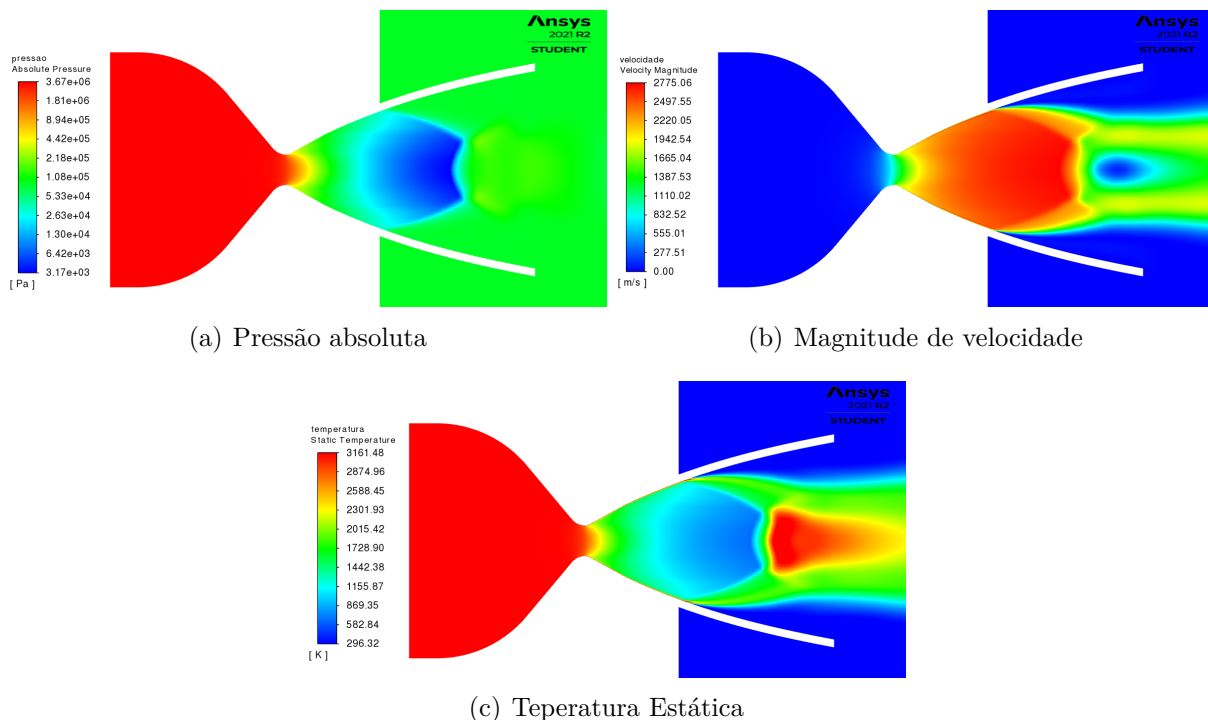 Ansys
2021 R2
STUDENT
pressao
Absolute Pressure
3.67e+06
1.81e+06
8.94e+05
4.42e+05
2.18e+05
1.08e+05
5.33e+04
2.63e+04
1.30e+04
6.42e+03
3.17e+03
[ Pa ]
(a) Pressão absoluta
Ansys
2021 R2
STUDENT
velocidade
Velocity Magnitude
2775.06
2497.55
2220.05
1942.54
1665.04
1387.53
1110.02
832.52
555.01
277.51
0.00
[ m/s ]
(b) Magnitude de velocidade
Ansys
2021 R2
STUDENT
temperatura
Static Temperature
3161.48
2874.96
2588.45
2301.93
2015.42
1728.90
1442.38
1155.87
869.35
582.84
296.32
[ K ]
(c) Teperatura Estática